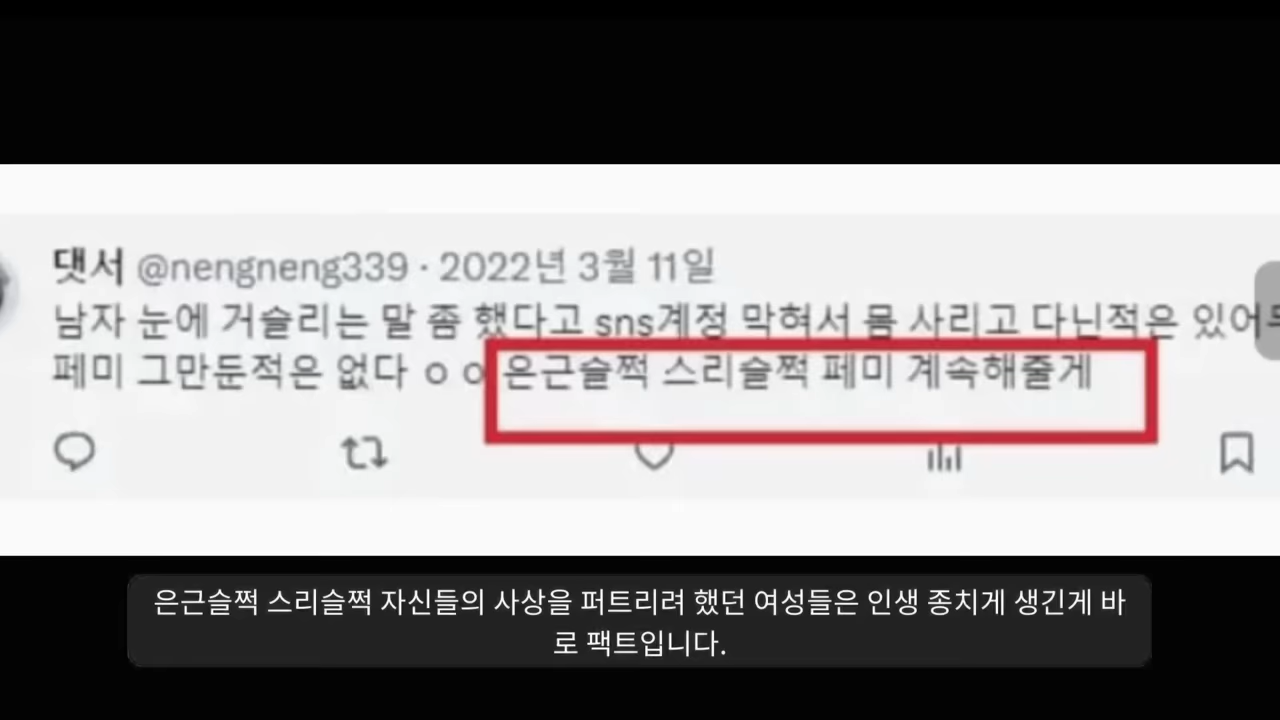 댓서 @nengneng339 · 2022년 3월 11일
남자 눈에 거슬리는 말 좀 했다고 sns계정 막혀서 몸 사리고 다닌적은 있어
페미 그만둔적은 없다 ㅇㅇ 은근슬쩍 스리슬쩍 페미 계속해줄게
은근슬쩍 스리슬쩍 자신들의 사상을 퍼트리려 했던 여성들은 인생 종치게 생긴게 바
로 팩트입니다.